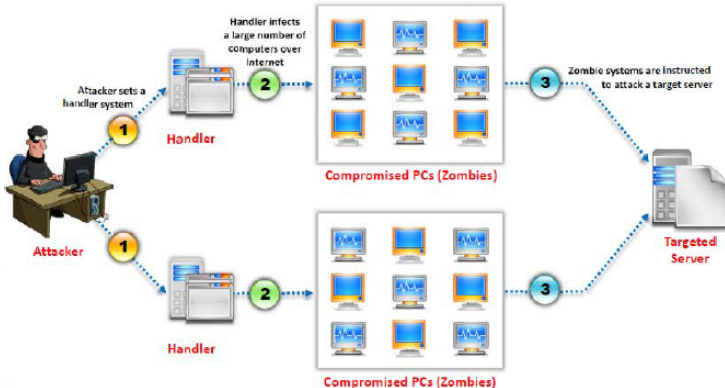 Handler infects
a large number of
computers over
Internet
Attacker sets a
handler system
1
2
3
Zombie systems are instructed
to attack a target server
Handler
Compromised PCs (Zombies)
Attacker
1
2
3
Targeted
Server
Handler
Compromised PCs (Zombies)